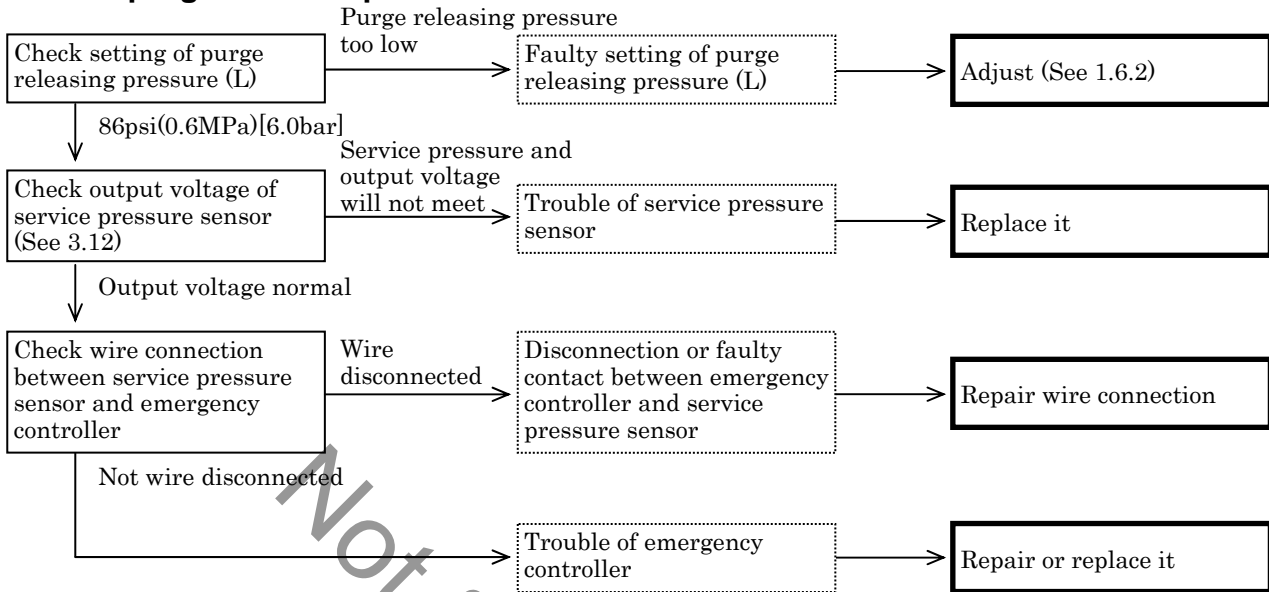 Purge releasing pressure
too low
Check setting of purge
releasing pressure (L)
Faulty setting of purge
releasing pressure (L)
Adjust (See 1.6.2)
86psi(0.6MPa)[6.0bar]
Service pressure and
output voltage
will not meet
Check output voltage of
service pressure sensor
(See 3.12)
Trouble of service pressure
sensor
Replace it
Output voltage normal
Check wire connection
between service pressure
sensor and emergency
controller
Wire
disconnected
Disconnection or faulty
contact between emergency
controller and service
pressure sensor
Repair wire connection
Not wire disconnected
Trouble of emergency
controller
Repair or replace it
Not